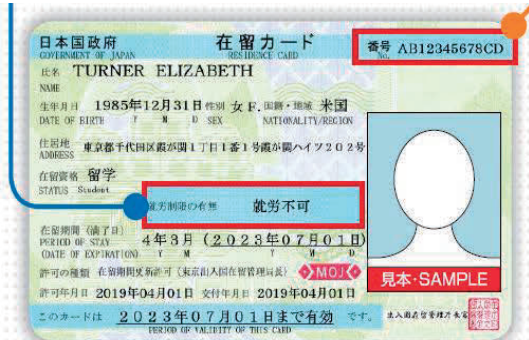 日本国政府 在留カード 番号 AB12345678CD
GOVERNMENT OF JAPAN RESIDENCE CARD No.
氏名 TURNER ELIZABETH
NAME
生年月日 1985年12月31日 性別 女 F. 国籍・地域 米国
DATE OF BIRTH Y M D SEX NATIONALITY/REGION
住居地 東京都千代田区霞が関1丁目1番1号霞が関ハイツ202号
ADDRESS
在留資格 留学
STATUS Student
就労制限の有無 就労不可
在留期間(満了日) 4年3月(2023年07月01日)
PERIOD OF STAY
(DATE OF EXPIRATION) Y M Y M D
許可の種類 在留期間更新許可(東京出入国在留管理局長) MOJ
見本・SAMPLE
許可年月日 2019年04月01日 交付年月日 2019年04月01日
このカードは 2023年07月01日まで有効 です。 出入国在留管理庁長官
PERIOD OF VALIDITY OF THIS CARD